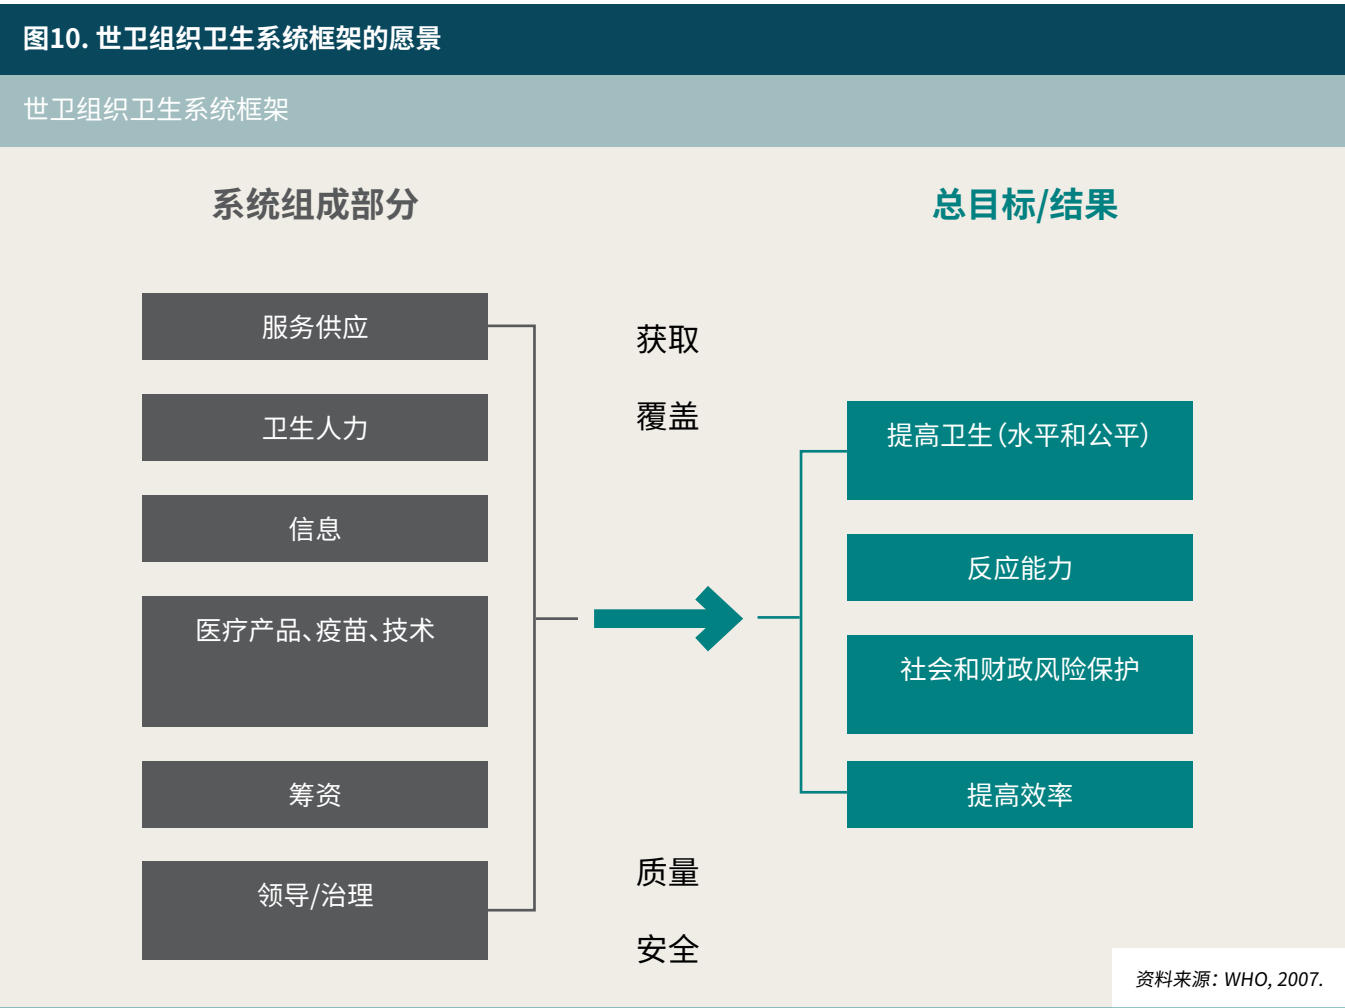 图10. 世卫组织卫生系统框架的愿景
世卫组织卫生系统框架
系统组成部分
总目标/结果
服务供应
卫生人力
信息
医疗产品、疫苗、技术
筹资
领导/治理
获取
覆盖
质量
安全
提高卫生（水平和公平）
反应能力
社会和财政风险保护
提高效率
资料来源：WHO, 2007.